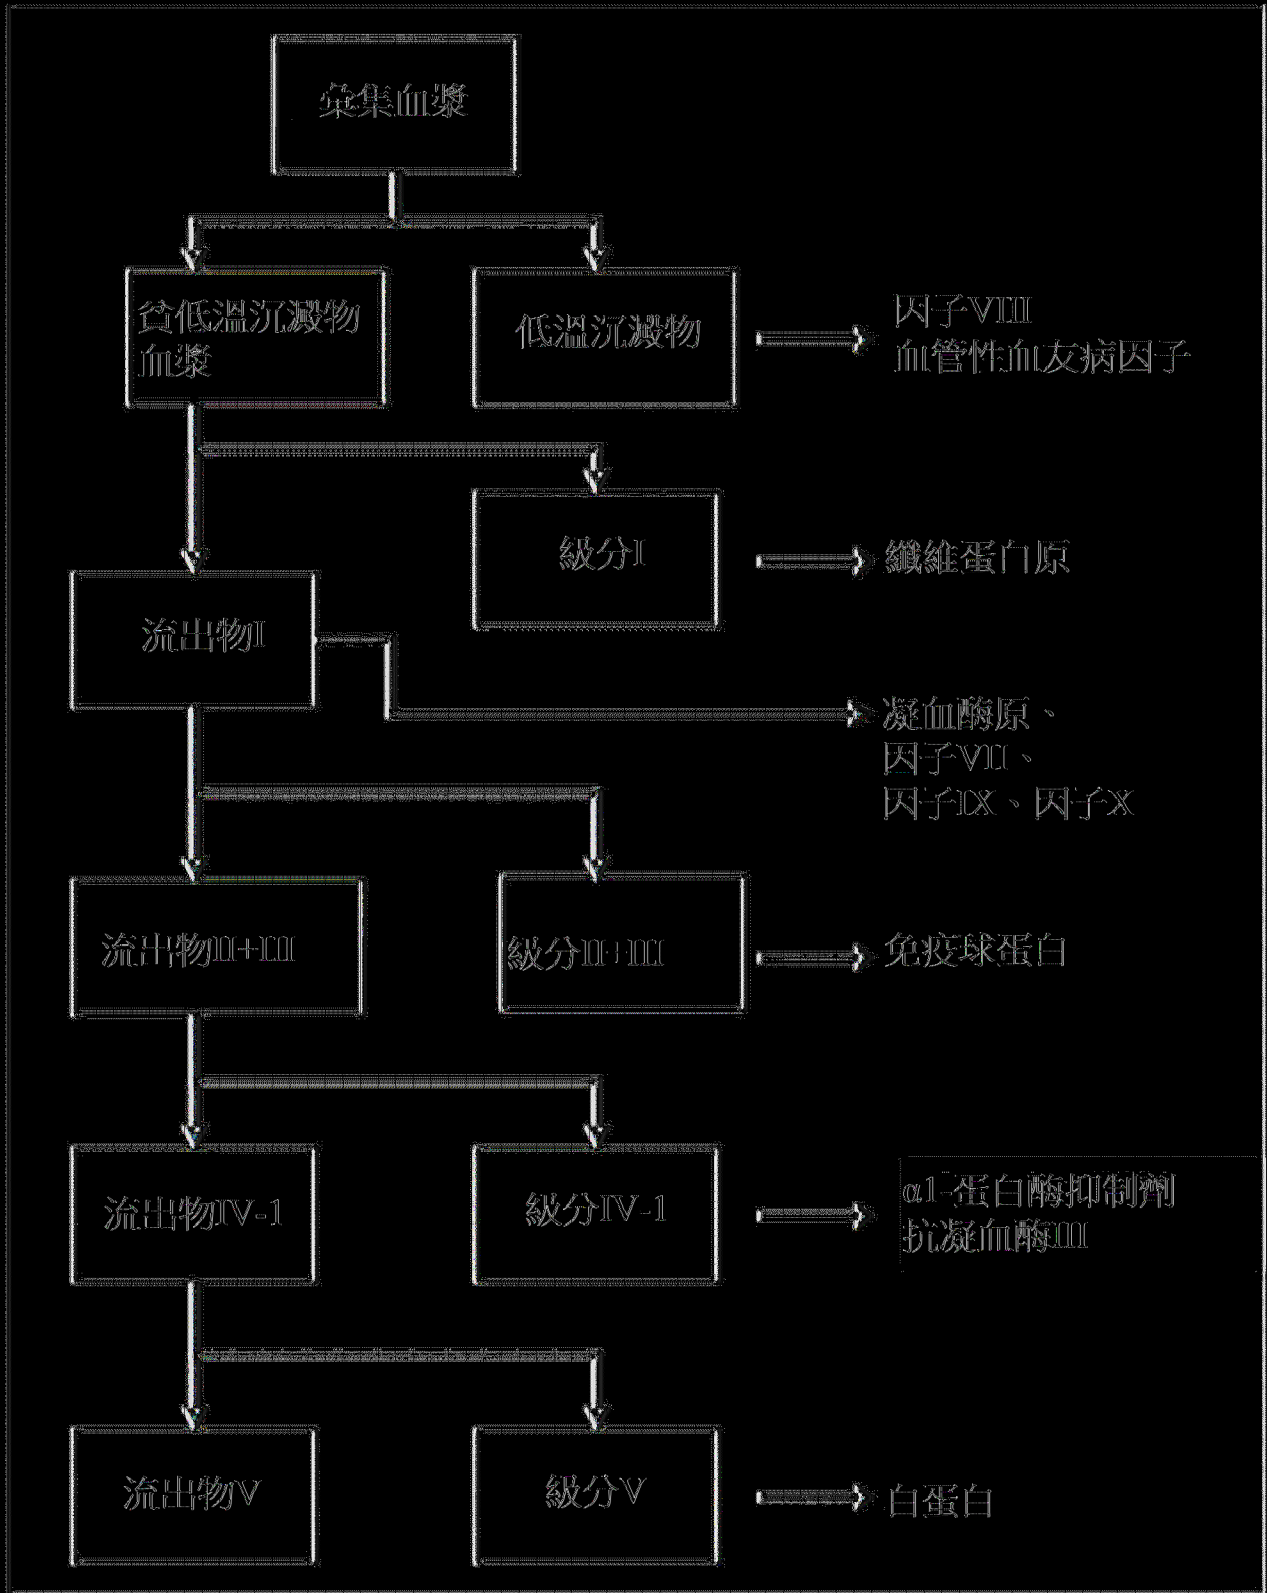 彙集血漿
貧低溫沉澱物
血漿
低溫沉澱物
因子VIII
血管性血友病因子
級分I
纖維蛋白原
流出物I
凝血酶原、
因子VII、
因子IX、因子X
流出物II+III
級分II+III
免疫球蛋白
流出物IV-1
級分IV-1
α1-蛋白酶抑制劑
抗凝血酶III
流出物V
級分V
白蛋白